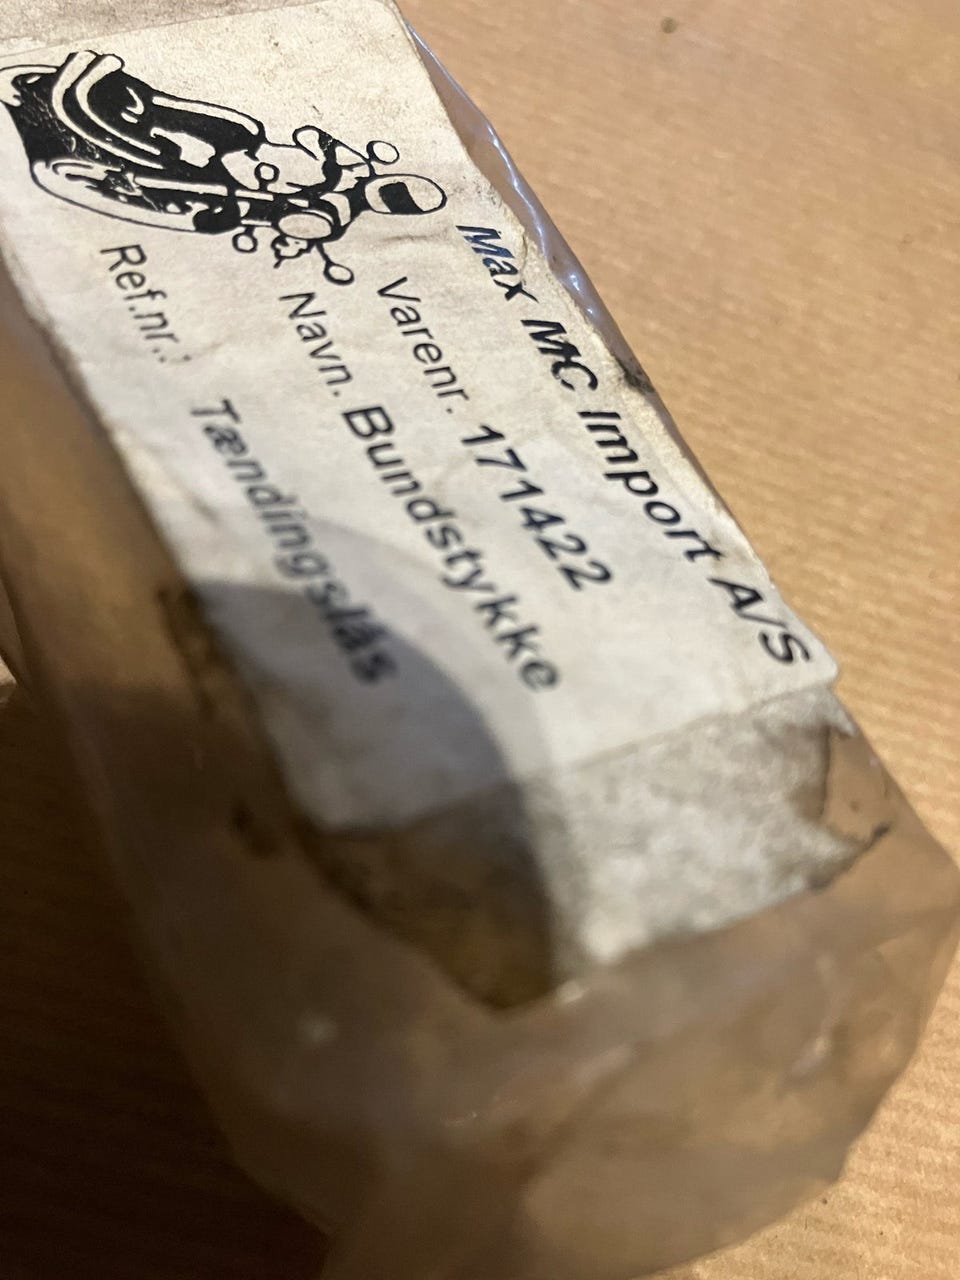 Max MC Import A/S
Varenr. 171422
Navn. Bundstykke
Tændingslås
Ref.nr.: